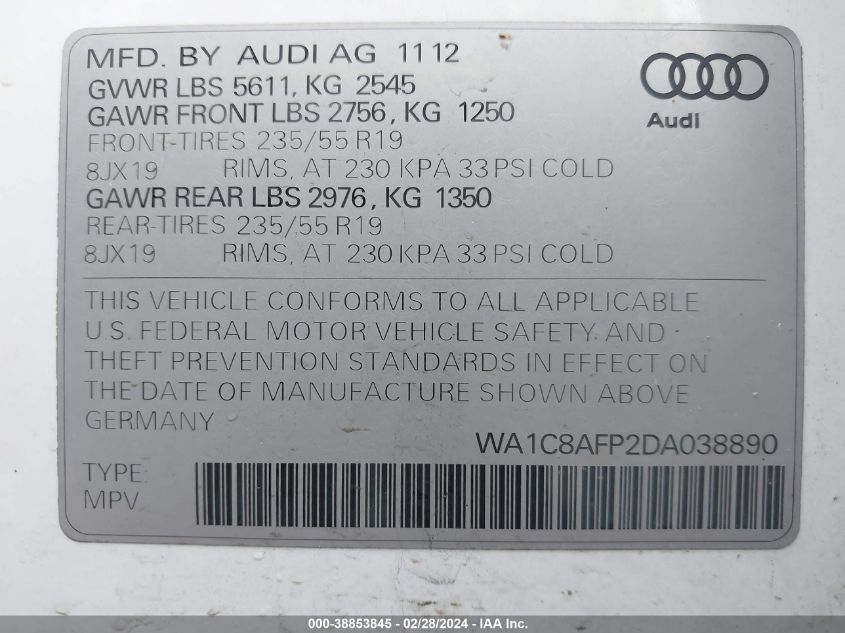 MFD. BY AUDI AG 11 12
GVWR LBS 5611, KG 2545
GAWR FRONT LBS 2756, KG 1250
FRONT-TIRES 235/55 R19
8JX19 RIMS, AT 230 KPA 33 PSI COLD
GAWR REAR LBS 2976, KG 1350
REAR-TIRES 235/55 R19
8JX19 RIMS, AT 230 KPA 33 PSI COLD
Audi
THIS VEHICLE CONFORMS TO ALL APPLICABLE
U.S. FEDERAL MOTOR VEHICLE SAFETY AND
THEFT PREVENTION STANDARDS IN EFFECT ON
THE DATE OF MANUFACTURE SHOWN ABOVE
GERMANY
WA1C8AFP2DA038890
TYPE:
MPV
000-38853845 - 02/28/2024 - IAA Inc.